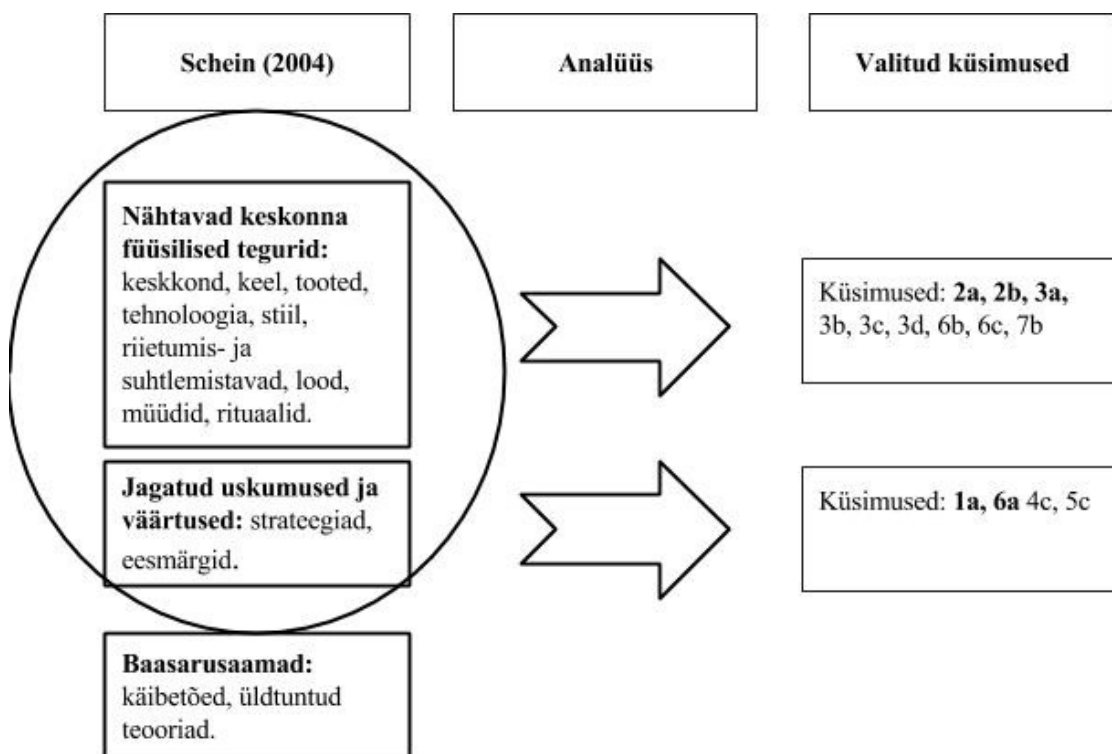 Schein (2004)
Analüüs
Valitud küsimused
Nähtavad keskonna
füüsilised tegurid:
keskkond, keel, tooted,
tehnoloogia, stiil,
riietumis- ja
suhtlemistavad, lood,
müüdid, rituaalid.
Küsimused: 2a, 2b, 3a,
3b, 3c, 3d, 6b, 6c, 7b
Jagatud uskumused ja
väärtused: strateegiad,
eesmärgid.
Küsimused: 1a, 6a 4c, 5c
Baasarusaamad:
käibetõed, üldtuntud
teooriad.